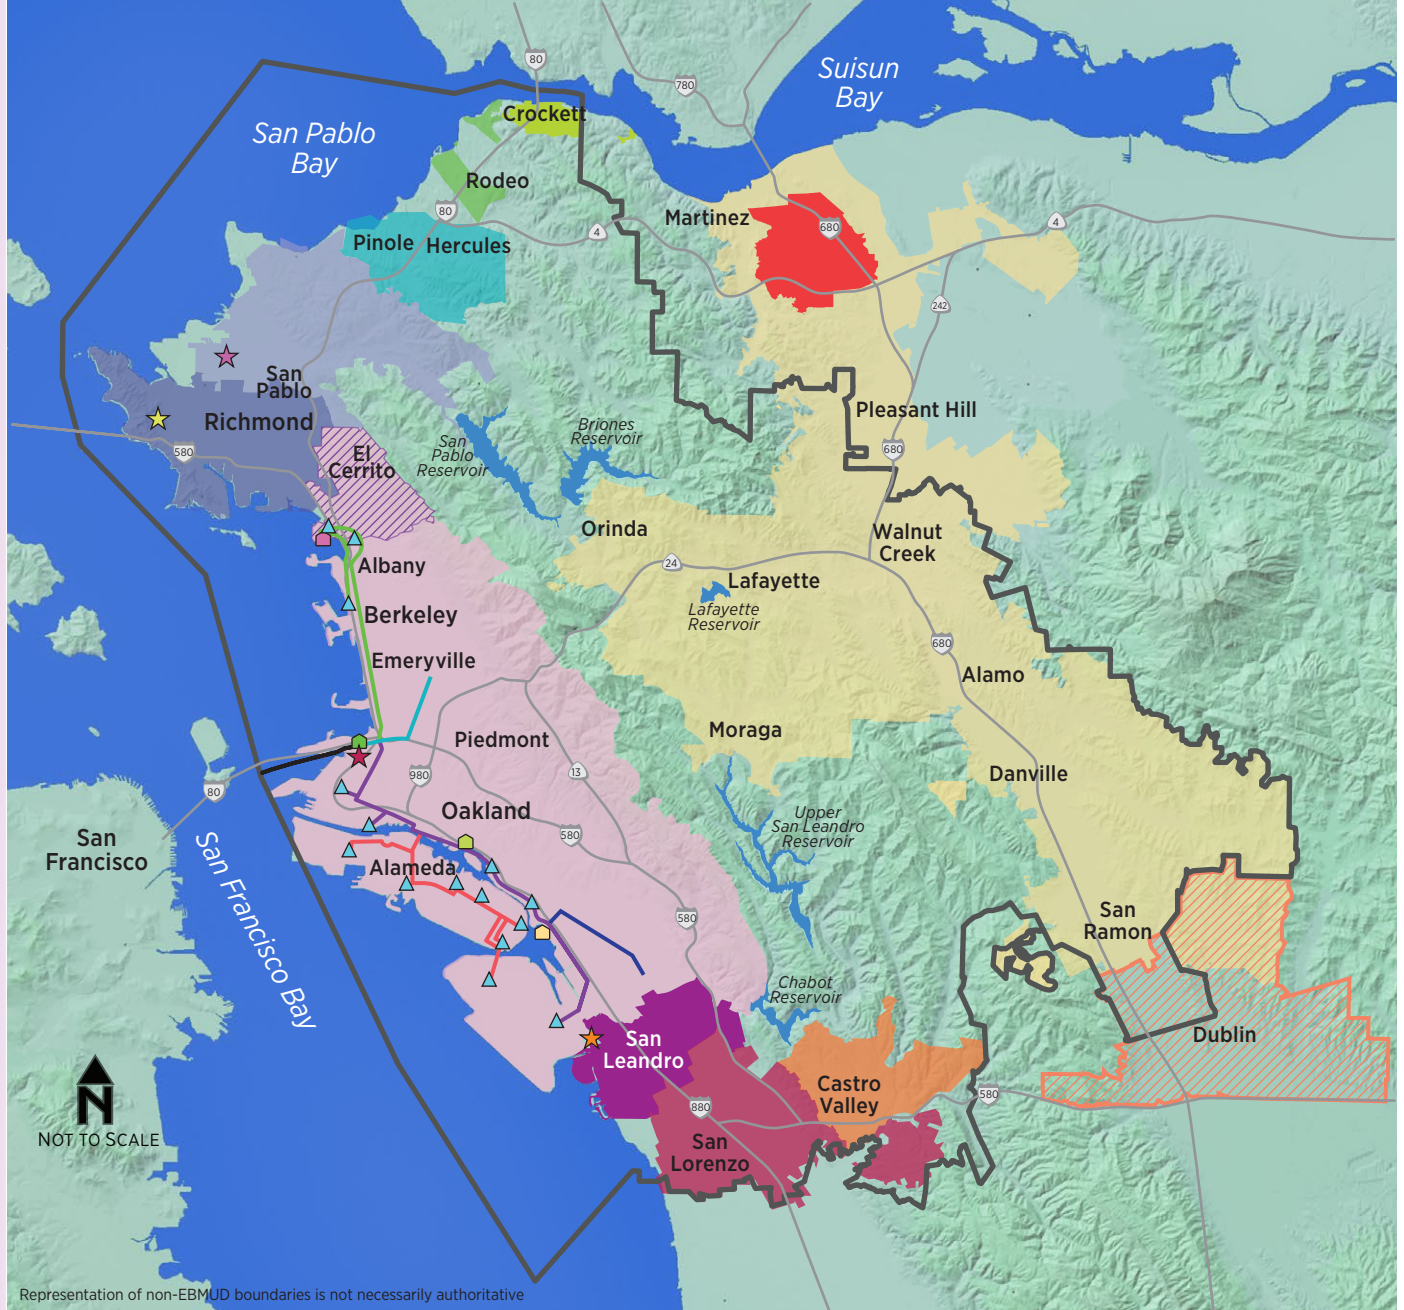 80
780
Suisun
Bay
Crockett
San Pablo
Bay
Rodeo
80
Martinez
4
680
4
Pinole
Hercules
242
San
Pablo
Richmond
580
El
Cerrito
San
Pablo
Reservoir
Briones
Reservoir
Pleasant Hill
680
Orinda
Walnut
Creek
24
Lafayette
Lafayette
Reservoir
Albany
Berkeley
Emeryville
680
Alamo
Moraga
Piedmont
980
13
Danville
80
Oakland
580
Upper
San Leandro
Reservoir
San
Francisco
San Francisco Bay
Alameda
580
San
Ramon
Chabot
Reservoir
San
Leandro
Dublin
Castro
Valley
580
880
San
Lorenzo
N
NOT TO SCALE
Representation of non-EBMUD boundaries is not necessarily authoritative